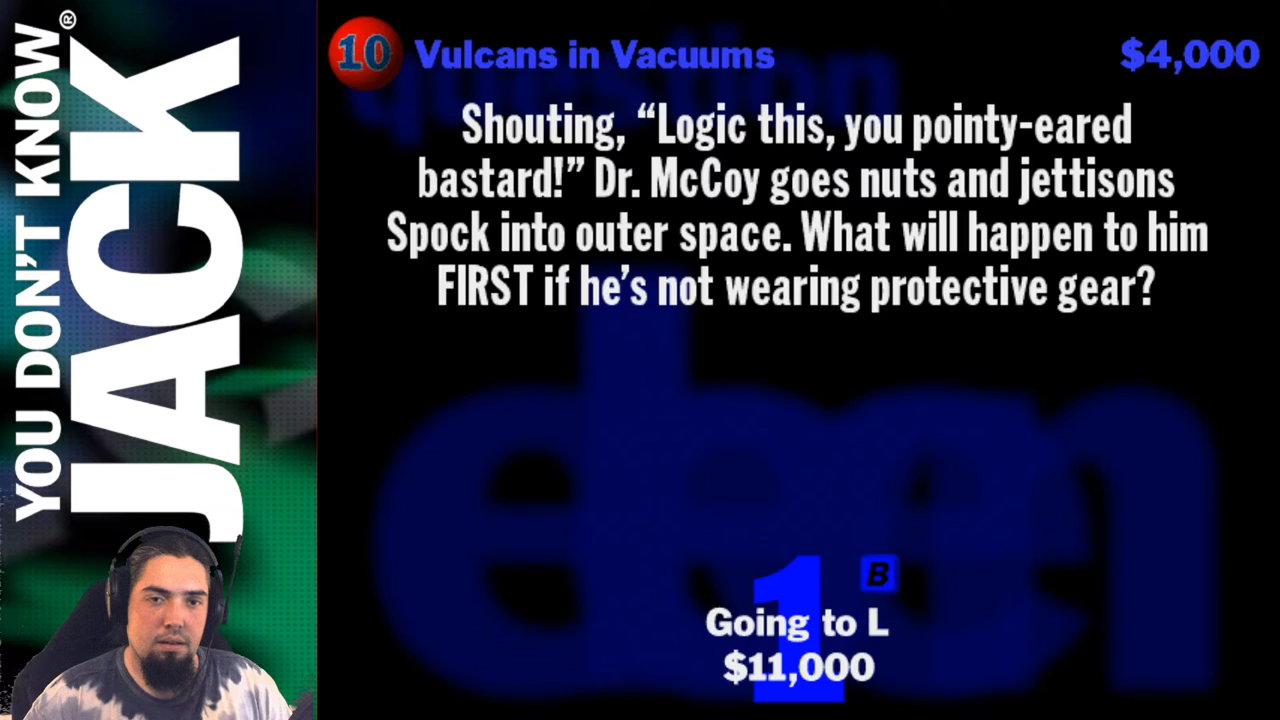 YOU DON'T KNOW
JACK®
10 Vulcans in Vacuums $4,000
Shouting, “Logic this, you pointy-eared
bastard!” Dr. McCoy goes nuts and jettisons
Spock into outer space. What will happen to him
FIRST if he’s not wearing protective gear?
question
1 B
Going to L
$11,000